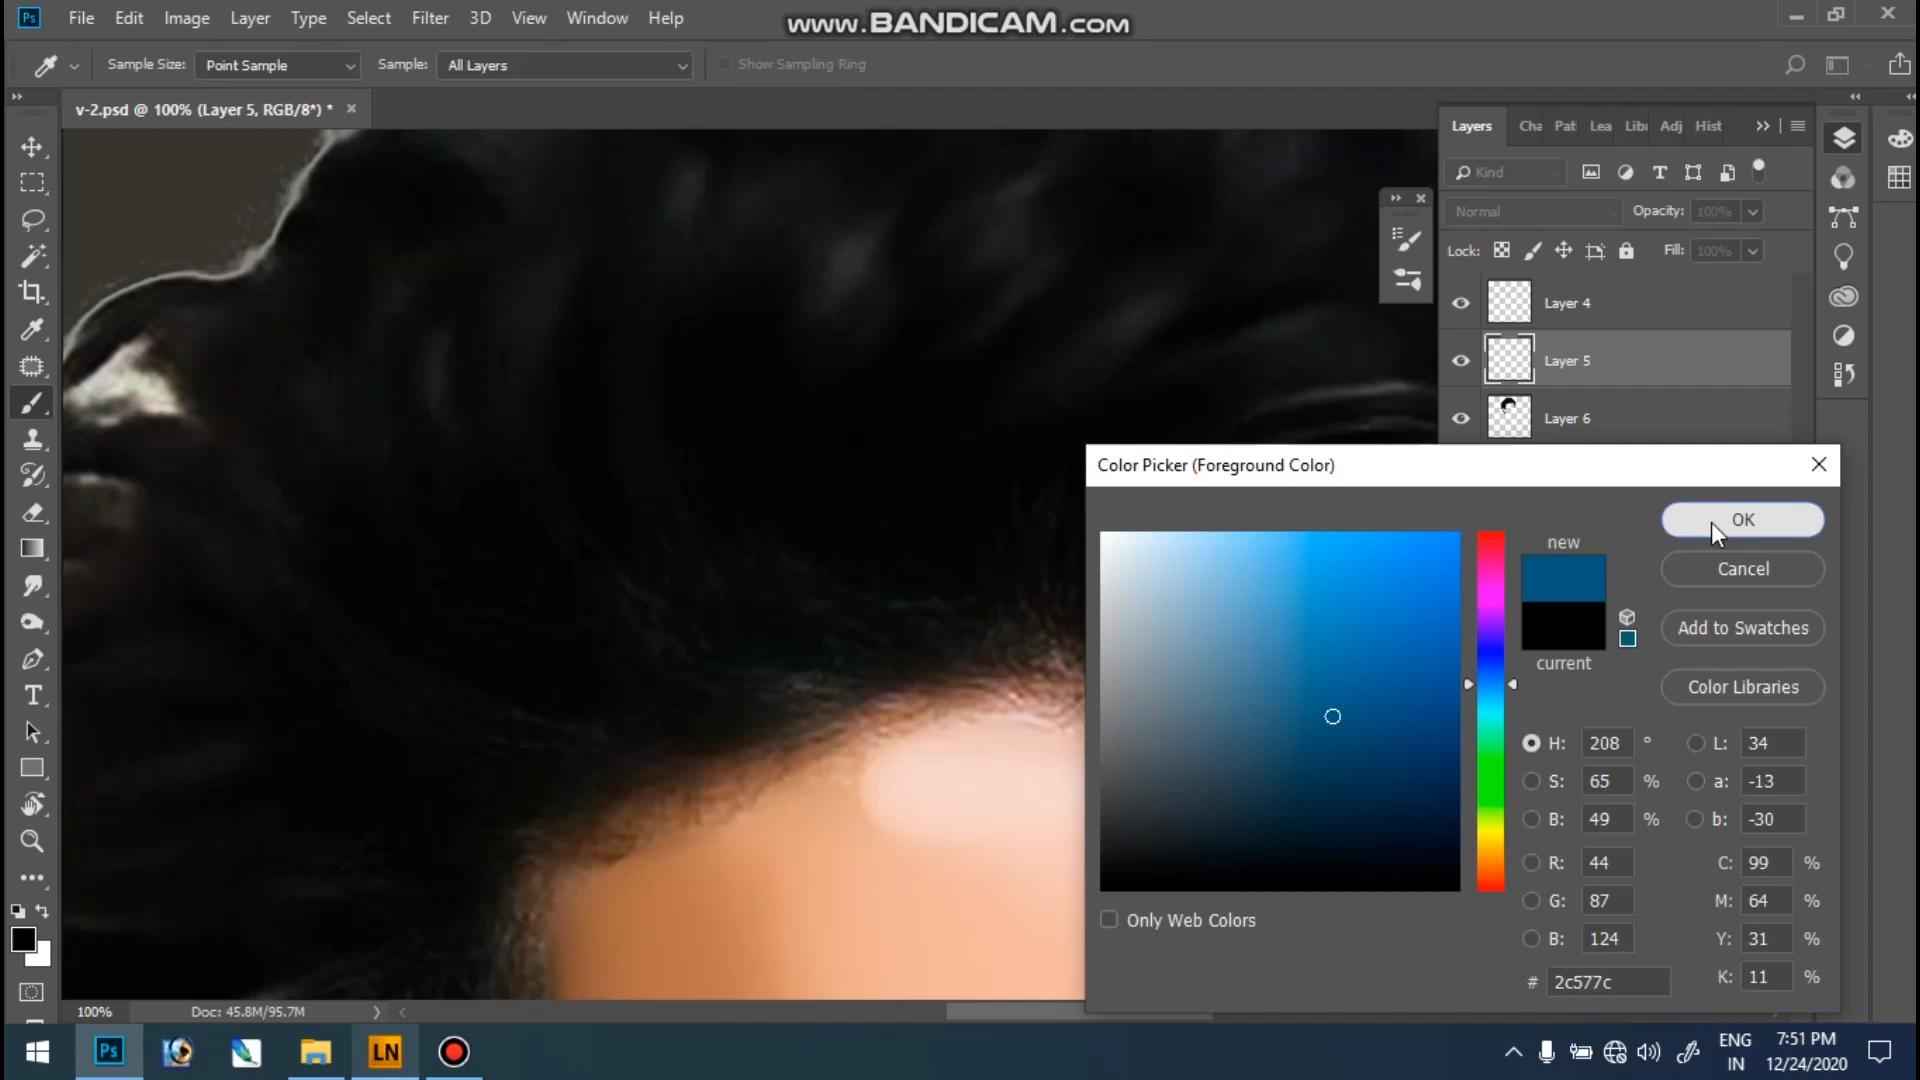 Ps File Edit Image Layer Type Select Filter 3D View Window Help
www.BANDICAM.com
Sample Size: Point Sample Sample: All Layers Show Sampling Ring
v-2.psd @ 100% (Layer 5, RGB/8*) *
Layers Cha Pat Lea Libr Adj Hist
Kind
Normal Opacity: 100%
Lock: Fill: 100%
Layer 4
Layer 5
Layer 6
Color Picker (Foreground Color)
OK
new
Cancel
Add to Swatches
current
Color Libraries
H: 208 ° L: 34
S: 65 % a: -13
B: 49 % b: -30
R: 44 C: 99 %
G: 87 M: 64 %
B: 124 Y: 31 %
# 2c577c K: 11 %
Only Web Colors
100% Doc: 45.8M/95.7M
Ps LN
ENG 7:51 PM
IN 12/24/2020